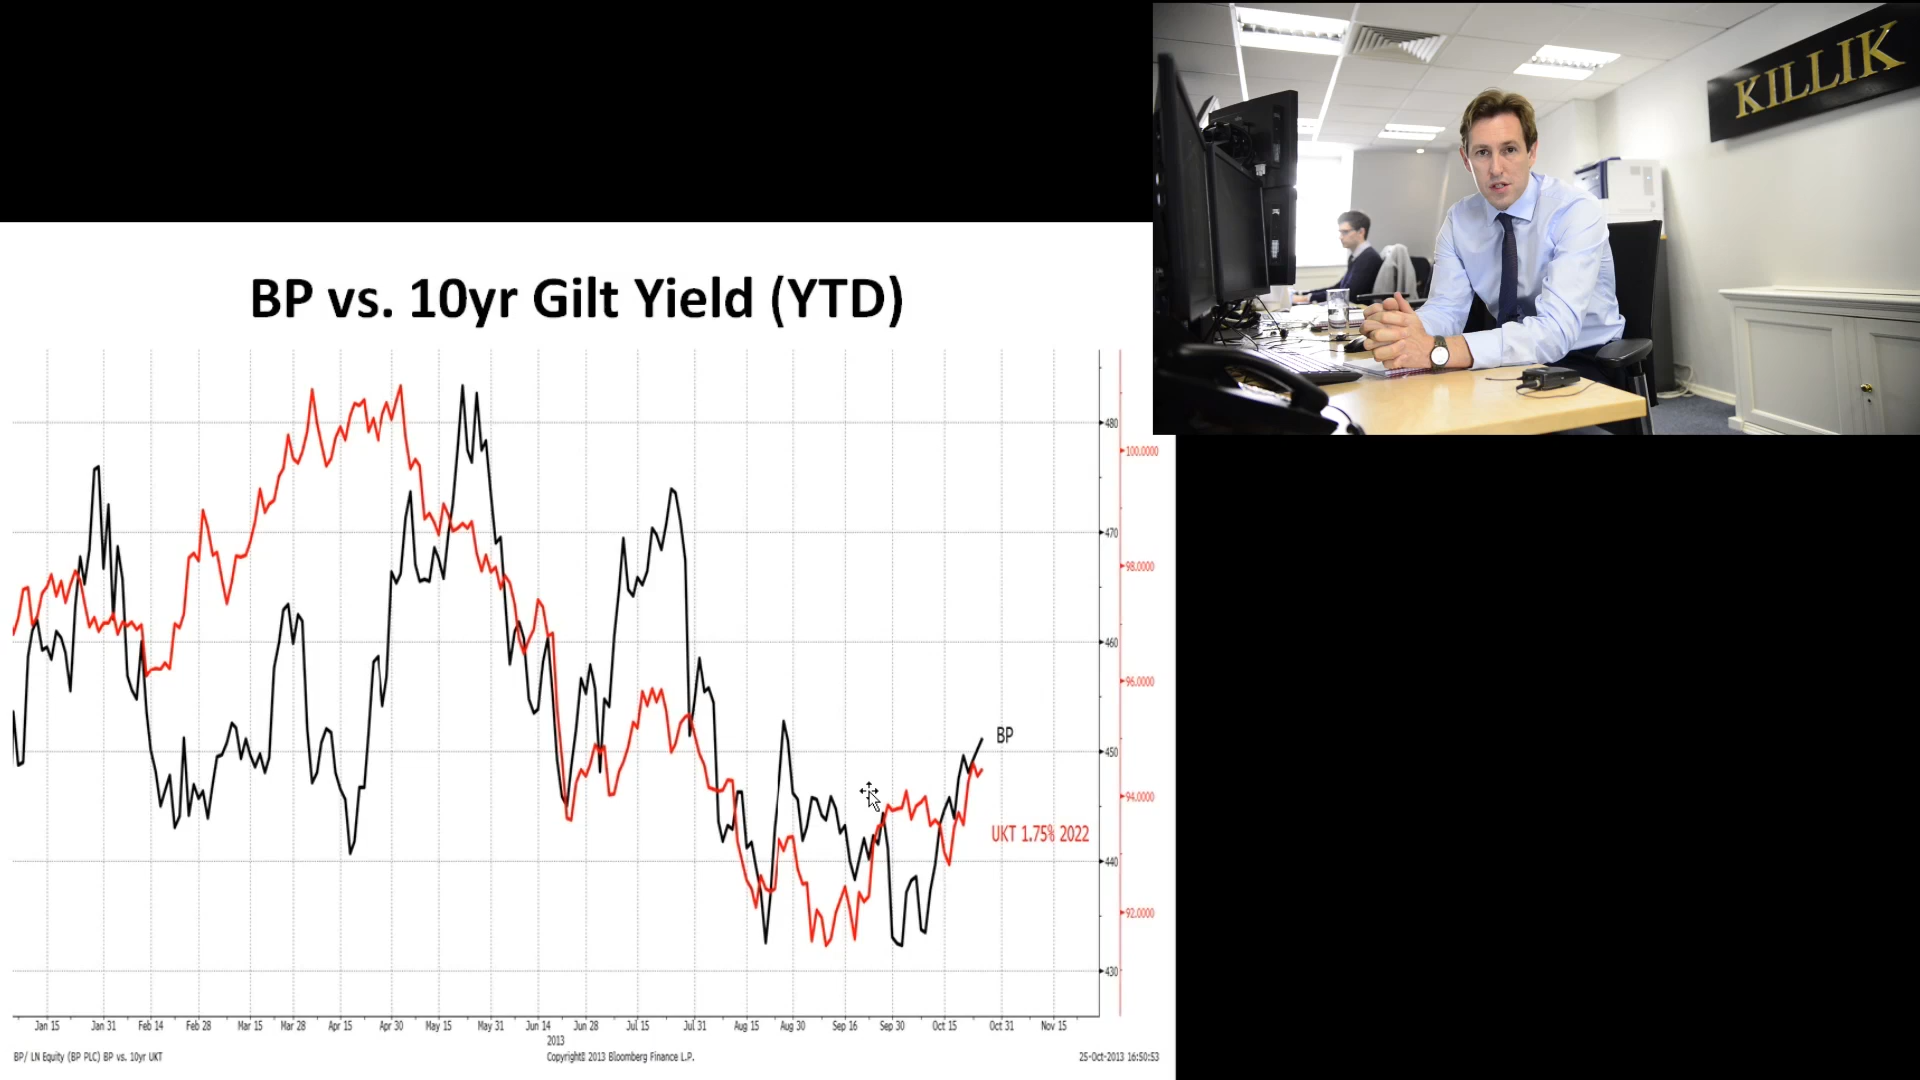 KILLIK
BP vs. 10yr Gilt Yield (YTD)
480
100.0000
470
98.0000
460
96.0000
BP
450
94.0000
UKT 1.75% 2022
440
92.0000
430
Jan 15 Jan 31 Feb 14 Feb 28 Mar 15 Mar 28 Apr 15 Apr 30 May 15 May 31 Jun 14 Jun 28 Jul 15 Jul 31 Aug 15 Aug 30 Sep 16 Sep 30 Oct 15 Oct 31 Nov 15
2013
BP/ LN Equity (BP PLC) BP vs. 10yr UKT Copyright© 2013 Bloomberg Finance L.P. 25-Oct-2013 16:50:53